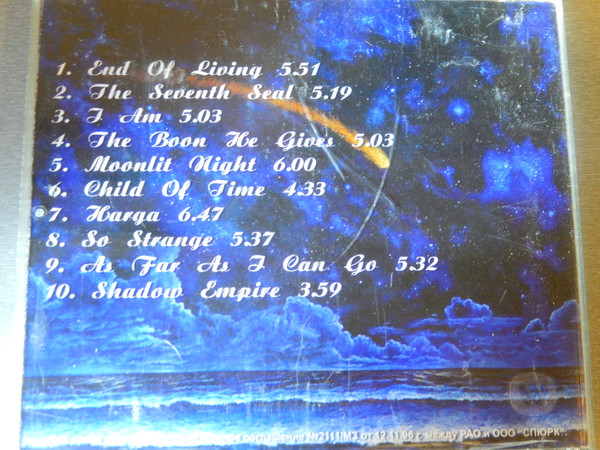 1. End Of Living 5.51
2. The Seventh Seal 5.19
3. I Am 5.03
4. The Boon He Gives 5.03
5. Moonlit Night 6.00
6. Child Of Time 4.33
7. Harga 6.47
8. So Strange 5.37
9. As Far As I Can Go 5.32
10. Shadow Empire 3.59
соглашение №2111/МЗ от 12.11.96 г. между РАО и ООО "СПЮРК".